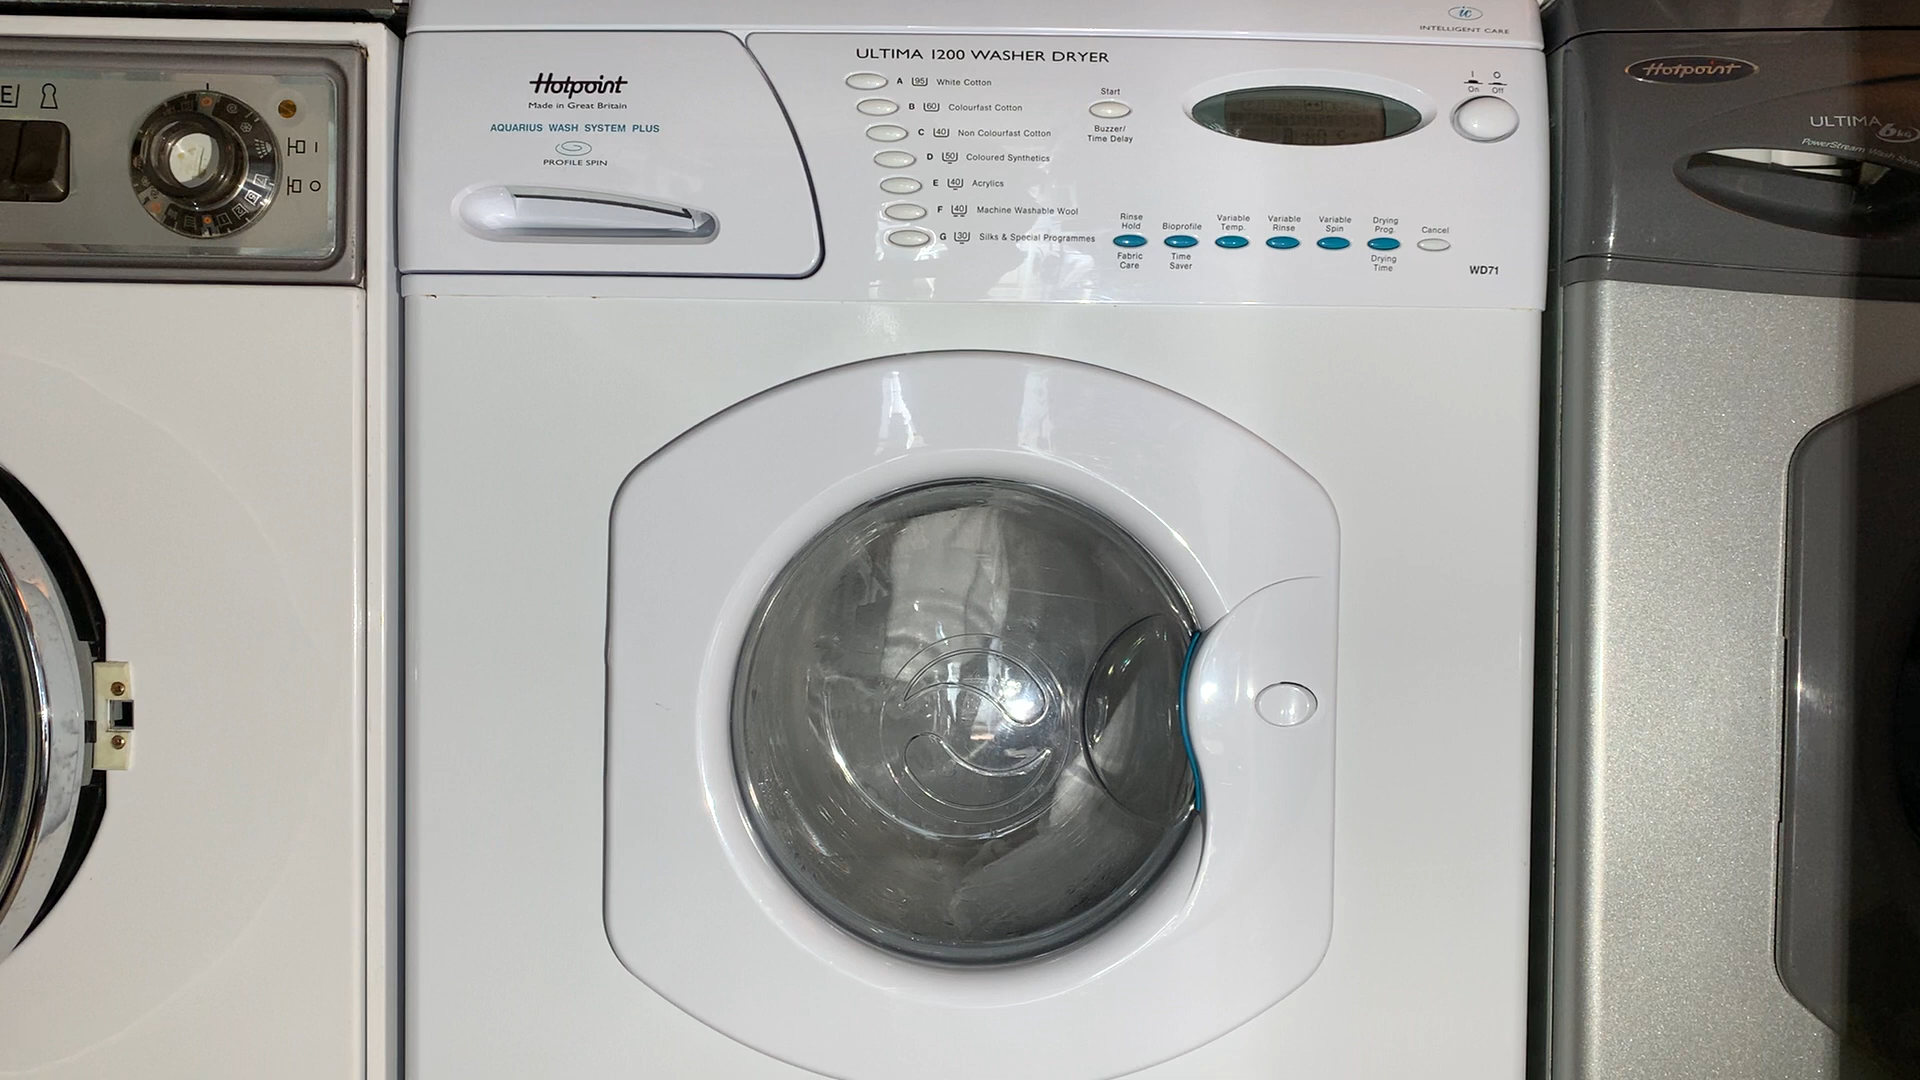 E
I
O
Hotpoint
Made in Great Britain
AQUARIUS WASH SYSTEM PLUS
PROFILE SPIN
ic
INTELLIGENT CARE
ULTIMA 1200 WASHER DRYER
A 95 White Cotton
B 60 Colourfast Cotton
C 40 Non Colourfast Cotton
D 50 Coloured Synthetics
E 40 Acrylics
F 40 Machine Washable Wool
G 30 Silks & Special Programmes
Start
Buzzer/
Time Delay
I O
On Off
Rinse
Hold
Fabric
Care
Bioprofile
Time
Saver
Variable
Temp.
Variable
Rinse
Variable
Spin
Drying
Prog.
Drying
Time
Cancel
WD71
Hotpoint
ULTIMA
6kg
PowerStream Wash